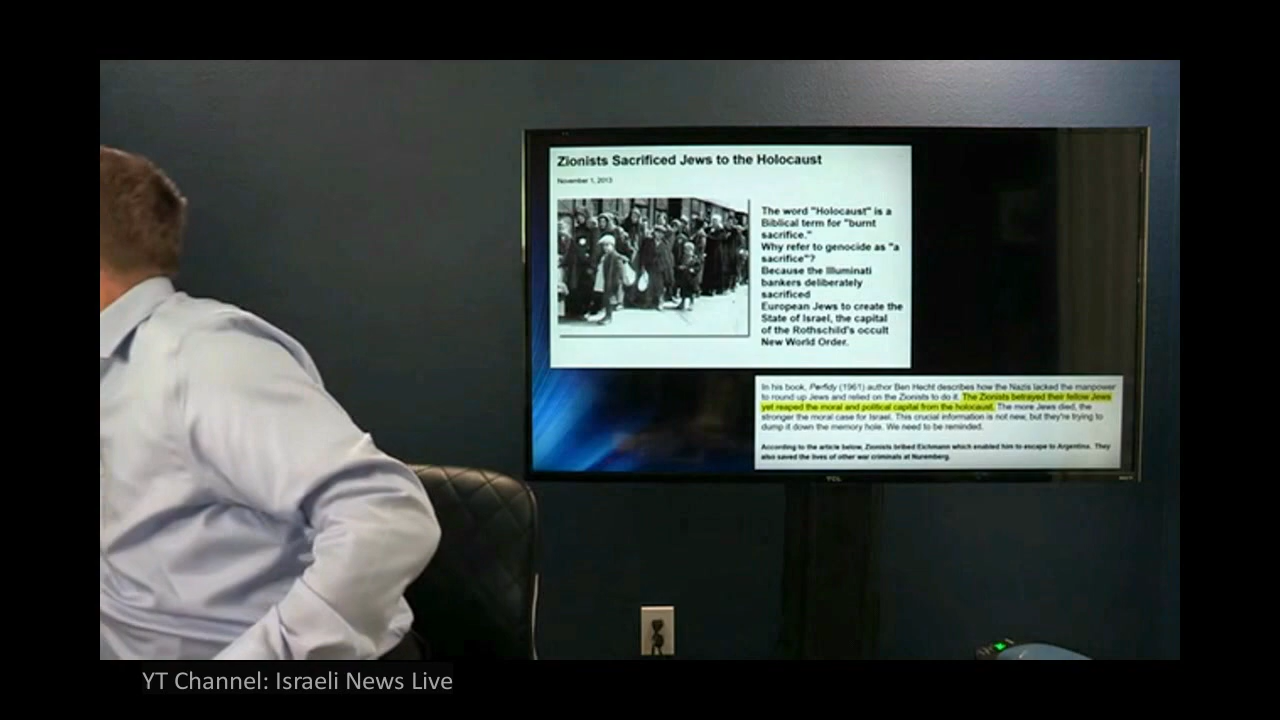 Zionists Sacrificed Jews to the Holocaust
November 1, 2013
The word "Holocaust" is a
Biblical term for "burnt
sacrifice."
Why refer to genocide as "a
sacrifice"?
Because the Illuminati
bankers deliberately
sacrificed
European Jews to create the
State of Israel, the capital
of the Rothschild's occult
New World Order.
In his book, Perfidy (1961) author Ben Hecht describes how the Nazis lacked the manpower
to round up Jews and relied on the Zionists to do it. The Zionists betrayed their fellow Jews
yet reaped the moral and political capital from the holocaust. The more Jews died, the
stronger the moral case for Israel. This crucial information is not new, but they're trying to
dump it down the memory hole. We need to be reminded.
According to the article below, Zionists bribed Eichmann which enabled him to escape to Argentina. They
also saved the lives of other war criminals at Nuremberg.
TCL
YT Channel: Israeli News Live